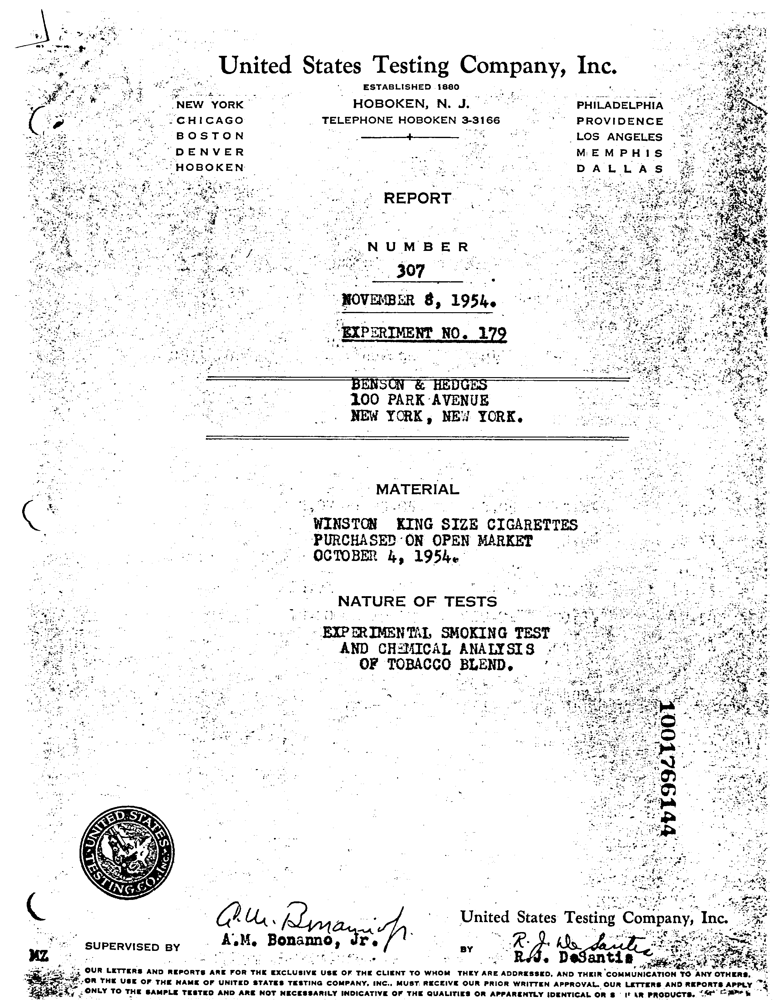 United States Testing Company, Inc.
ESTABLISHED 1880
HOBOKEN, N. J.
TELEPHONE HOBOKEN 3-3166
NEW YORK
CHICAGO
BOSTON
DENVER
HOBOKEN
PHILADELPHIA
PROVIDENCE
LOS ANGELES
MEMPHIS
DALLAS
REPORT
NUMBER
307
NOVEMBER 8, 1954.
EXPERIMENT NO. 179
BENSON & HEDGES
100 PARK AVENUE
NEW YORK, NEW YORK.
MATERIAL
WINSTON KING SIZE CIGARETTES
PURCHASED ON OPEN MARKET
OCTOBER 4, 1954.
NATURE OF TESTS
EXPERIMENTAL SMOKING TEST
AND CHEMICAL ANALYSIS
OF TOBACCO BLEND.
1001766144
UNITED STATES TESTING CO. INC.
A.M. Bonanno Jr.
SUPERVISED BY
A.M. Bonanno, Jr.
United States Testing Company, Inc.
R. J. DeSantis
BY
R.J. DeSantis
MZ
OUR LETTERS AND REPORTS ARE FOR THE EXCLUSIVE USE OF THE CLIENT TO WHOM THEY ARE ADDRESSED, AND THEIR COMMUNICATION TO ANY OTHERS,
OR THE USE OF THE NAME OF UNITED STATES TESTING COMPANY, INC., MUST RECEIVE OUR PRIOR WRITTEN APPROVAL. OUR LETTERS AND REPORTS APPLY
ONLY TO THE SAMPLE TESTED AND ARE NOT NECESSARILY INDICATIVE OF THE QUALITIES OR APPARENTLY IDENTICAL OR PRODUCTS.